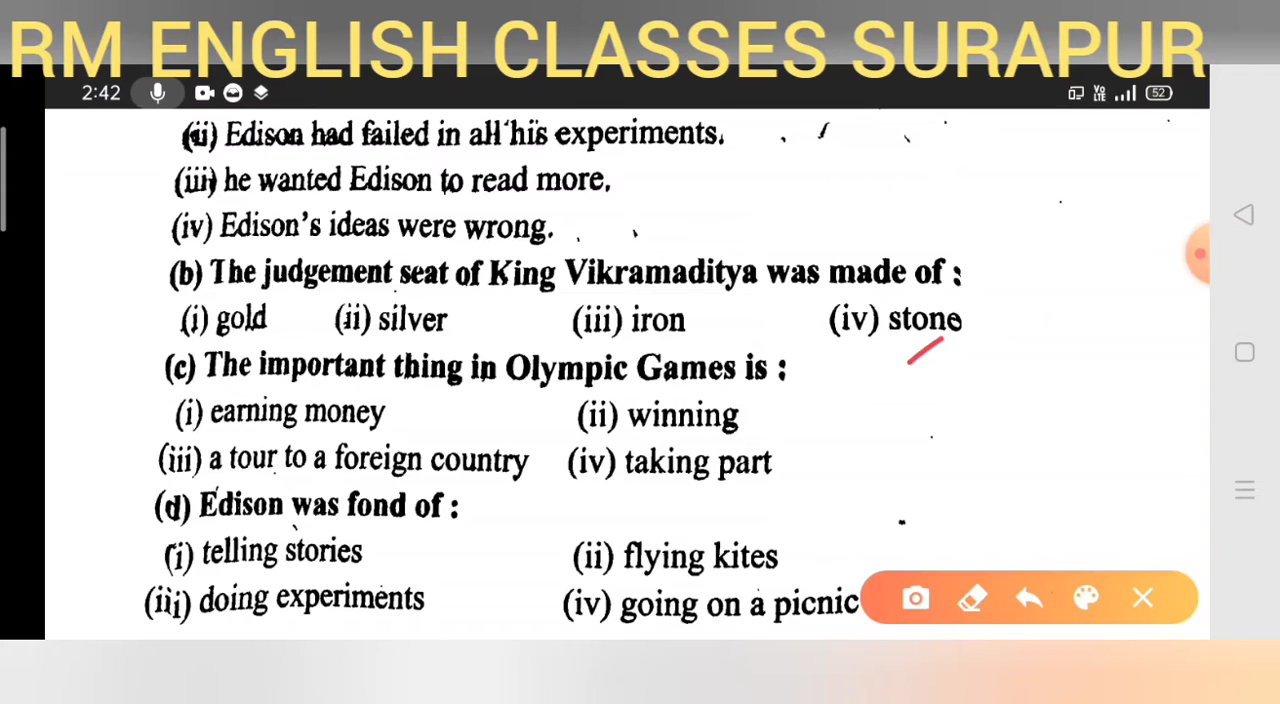 RM ENGLISH CLASSES SURAPUR
2:42 Vo LTE 52
(ii) Edison had failed in all his experiments.
(iii) he wanted Edison to read more.
(iv) Edison's ideas were wrong.
(b) The judgement seat of King Vikramaditya was made of :
(i) gold (ii) silver (iii) iron (iv) stone
(c) The important thing in Olympic Games is :
(i) earning money (ii) winning
(iii) a tour to a foreign country (iv) taking part
(d) Edison was fond of :
(i) telling stories (ii) flying kites
(iii) doing experiments (iv) going on a picnic